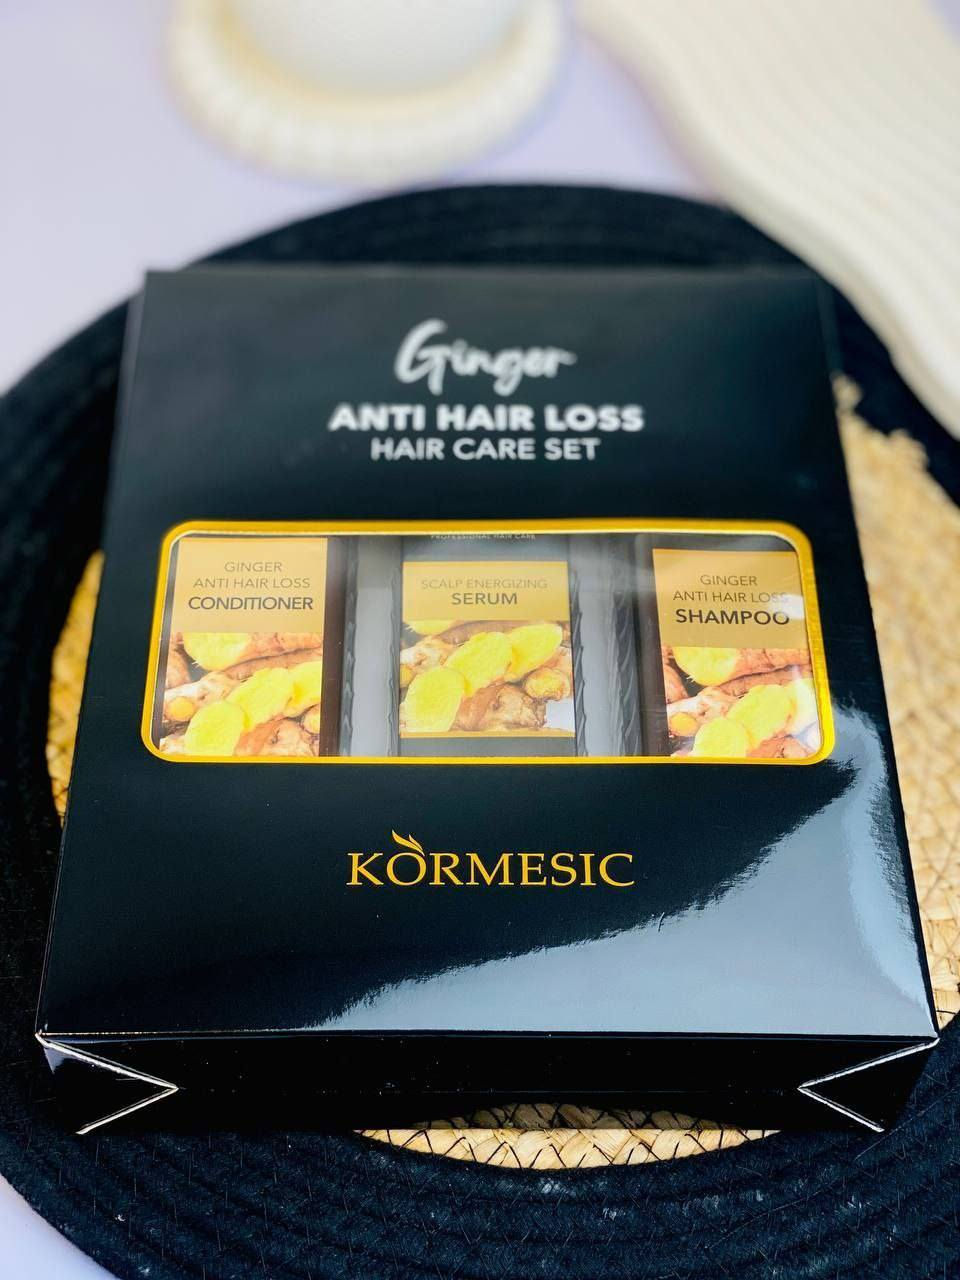 Ginger
ANTI HAIR LOSS
HAIR CARE SET
GINGER
ANTI HAIR LOSS
CONDITIONER
PROFESSIONAL HAIR CARE
SCALP ENERGIZING
SERUM
GINGER
ANTI HAIR LOSS
SHAMPOO
KORMESIC